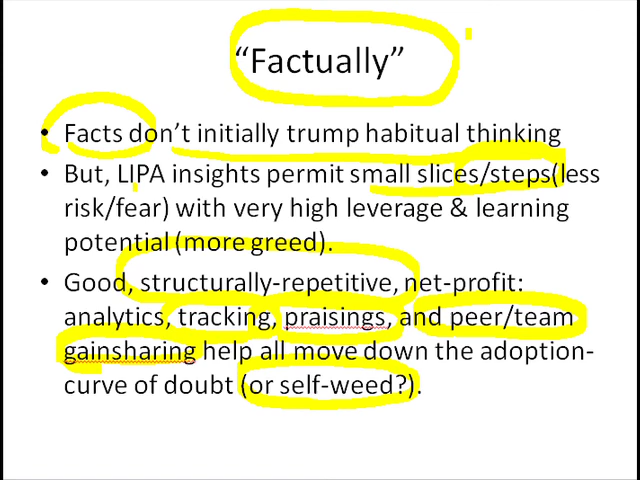 “Factually”
• Facts don’t initially trump habitual thinking
• But, LIPA insights permit small slices/steps(less
risk/fear) with very high leverage & learning
potential (more greed).
• Good, structurally-repetitive, net-profit:
analytics, tracking, praisings, and peer/team
gainsharing help all move down the adoption-
curve of doubt (or self-weed?).